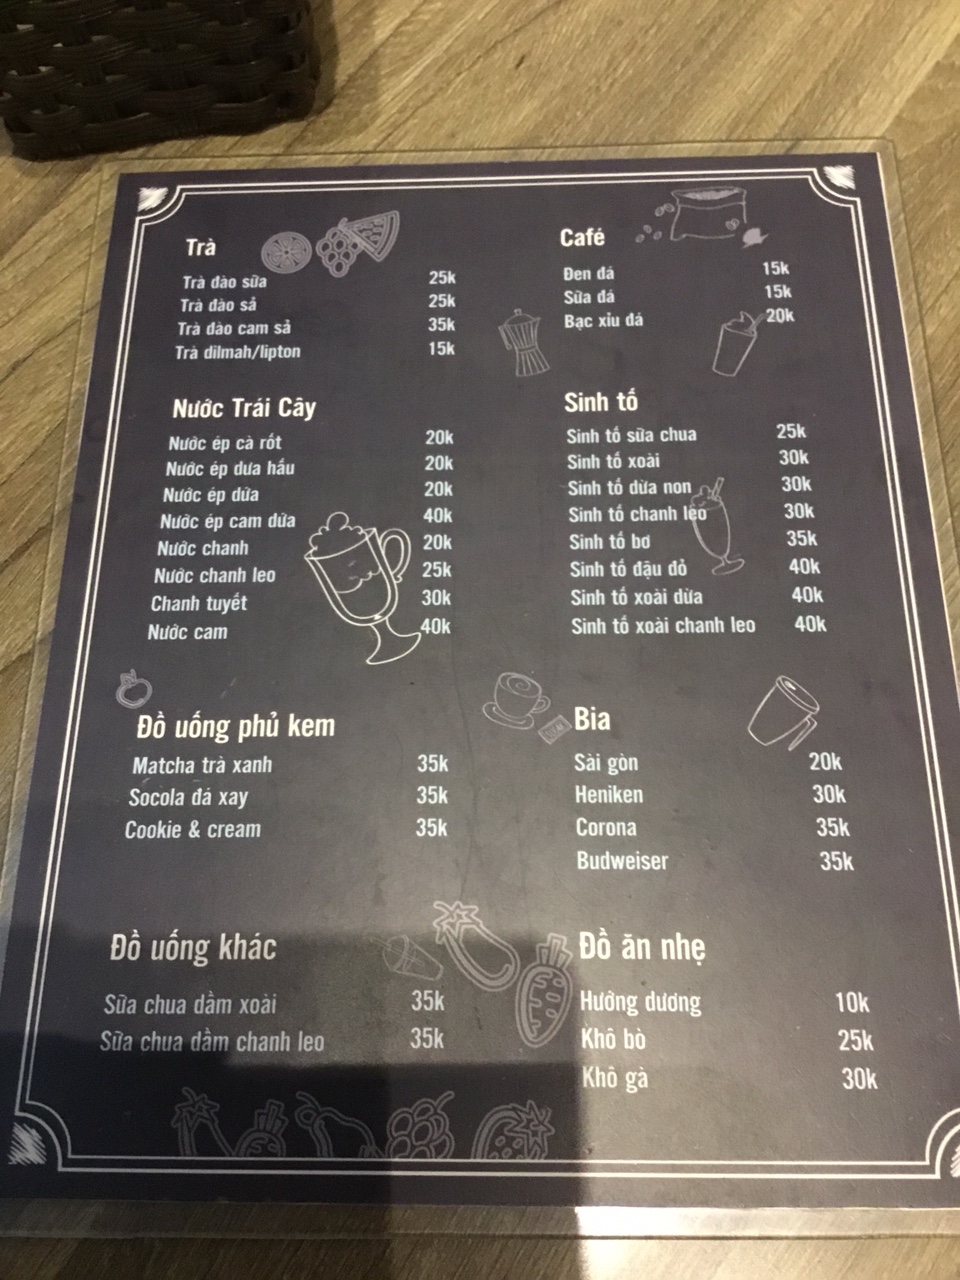 Trà
Trà đào sữa 25k
Trà đào sả 25k
Trà đào cam sả 35k
Trà dilmah/lipton 15k
Café
Đen đá 15k
Sữa đá 15k
Bạc xỉu đá 20k
Nước Trái Cây
Nước ép cà rốt 20k
Nước ép dưa hấu 20k
Nước ép dứa 20k
Nước ép cam dứa 40k
Nước chanh 20k
Nước chanh leo 25k
Chanh tuyết 30k
Nước cam 40k
Sinh tố
Sinh tố sữa chua 25k
Sinh tố xoài 30k
Sinh tố dừa non 30k
Sinh tố chanh leo 30k
Sinh tố bơ 35k
Sinh tố đậu đỏ 40k
Sinh tố xoài dừa 40k
Sinh tố xoài chanh leo 40k
Đồ uống phủ kem
Matcha trà xanh 35k
Socola đá xay 35k
Cookie & cream 35k
Bia
Sài gòn 20k
Heniken 30k
Corona 35k
Budweiser 35k
Đồ uống khác
Sữa chua dầm xoài 35k
Sữa chua dầm chanh leo 35k
Đồ ăn nhẹ
Hướng dương 10k
Khô bò 25k
Khô gà 30k